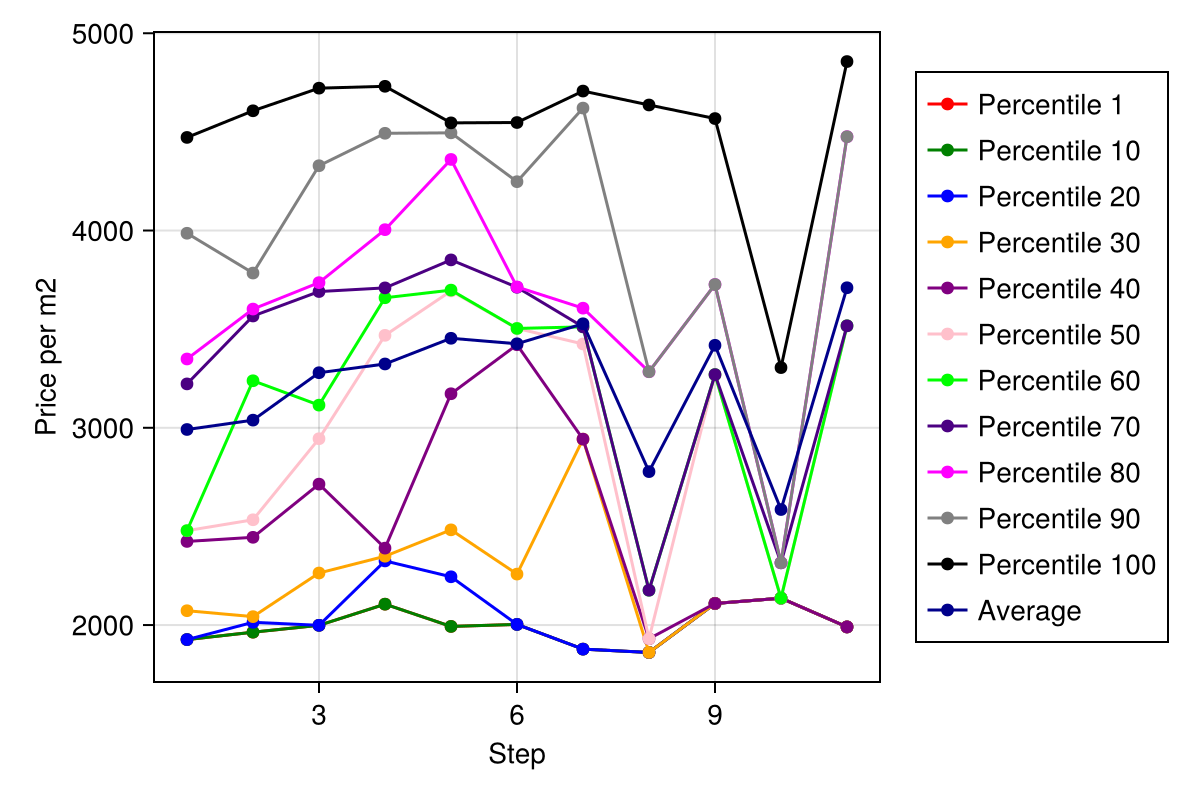 5000
4000
3000
2000
Price per m2
3
6
9
Step
Percentile 1
Percentile 10
Percentile 20
Percentile 30
Percentile 40
Percentile 50
Percentile 60
Percentile 70
Percentile 80
Percentile 90
Percentile 100
Average